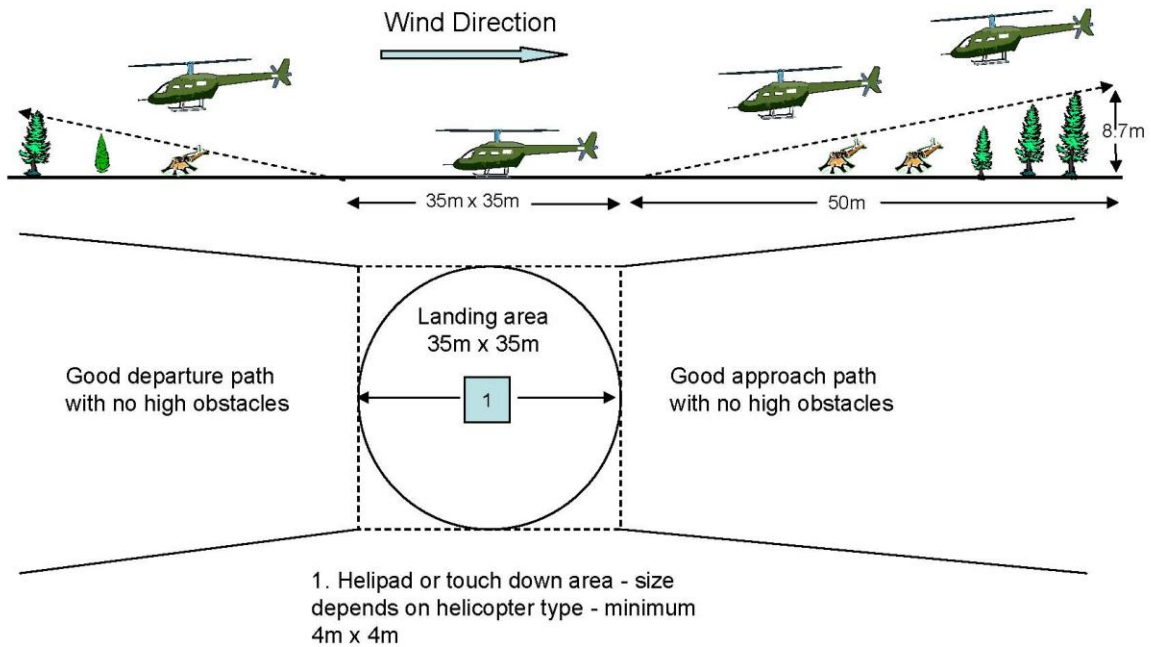 Wind Direction
8.7m
35m x 35m
50m
Landing area
35m x 35m
Good departure path
with no high obstacles
1
Good approach path
with no high obstacles
1. Helipad or touch down area - size
depends on helicopter type - minimum
4m x 4m